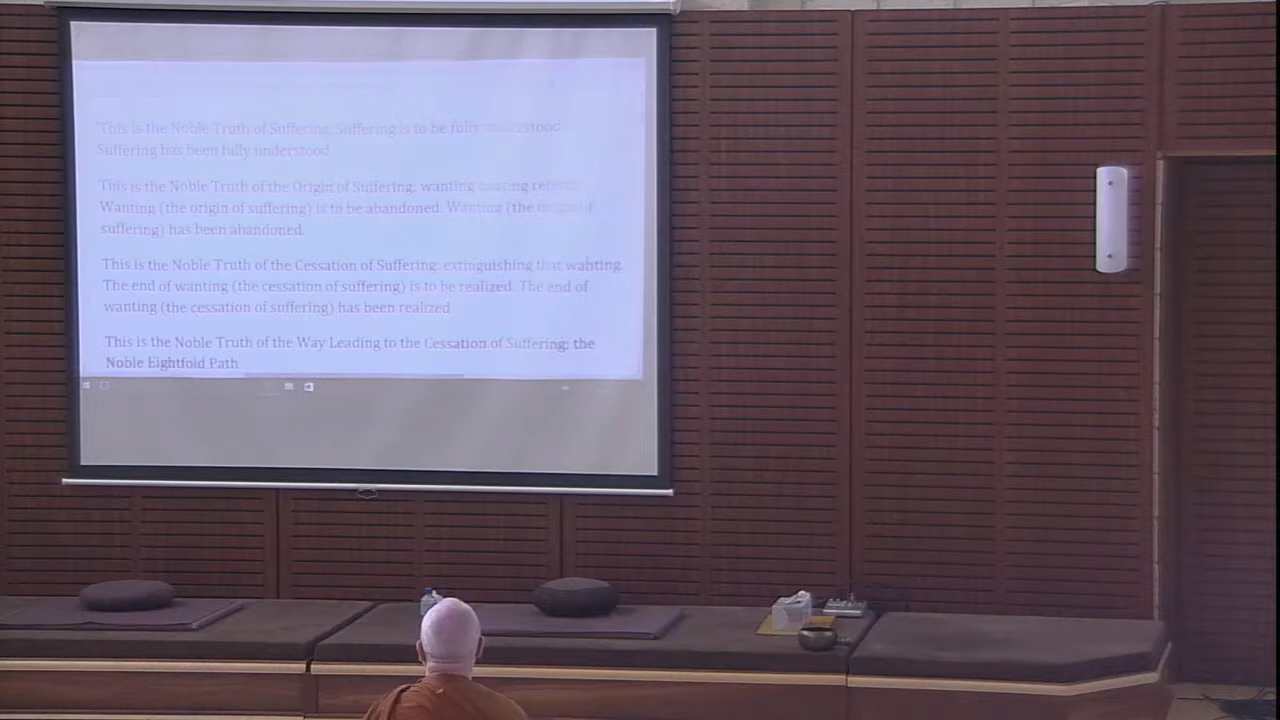 "This is the Noble Truth of Suffering. Suffering is to be fully understood.
Suffering has been fully understood
This is the Noble Truth of the Origin of Suffering: wanting causing rebirth.
Wanting (the origin of suffering) is to be abandoned. Wanting (the origin of
suffering) has been abandoned.
This is the Noble Truth of the Cessation of Suffering: extinguishing that wanting.
The end of wanting (the cessation of suffering) is to be realized. The end of
wanting (the cessation of suffering) has been realized
This is the Noble Truth of the Way Leading to the Cessation of Suffering: the
Noble Eightfold Path.